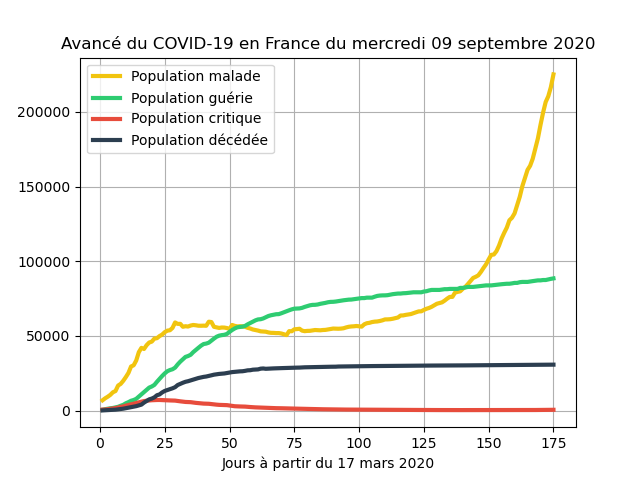 Avancé du COVID-19 en France du mercredi 09 septembre 2020
Population malade
Population guérie
Population critique
Population décédée
200000
150000
100000
50000
0
0 25 50 75 100 125 150 175
Jours à partir du 17 mars 2020